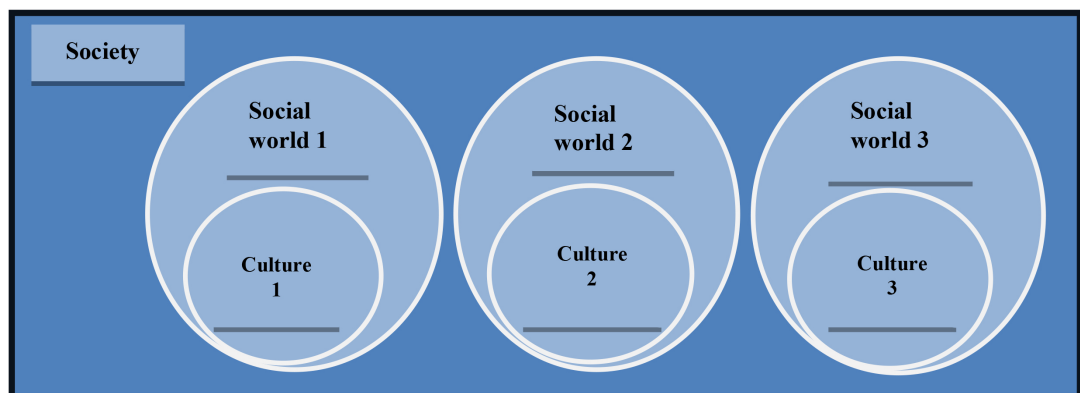 Society
Social
world 1
Social
world 2
Social
world 3
Culture
1
Culture
2
Culture
3